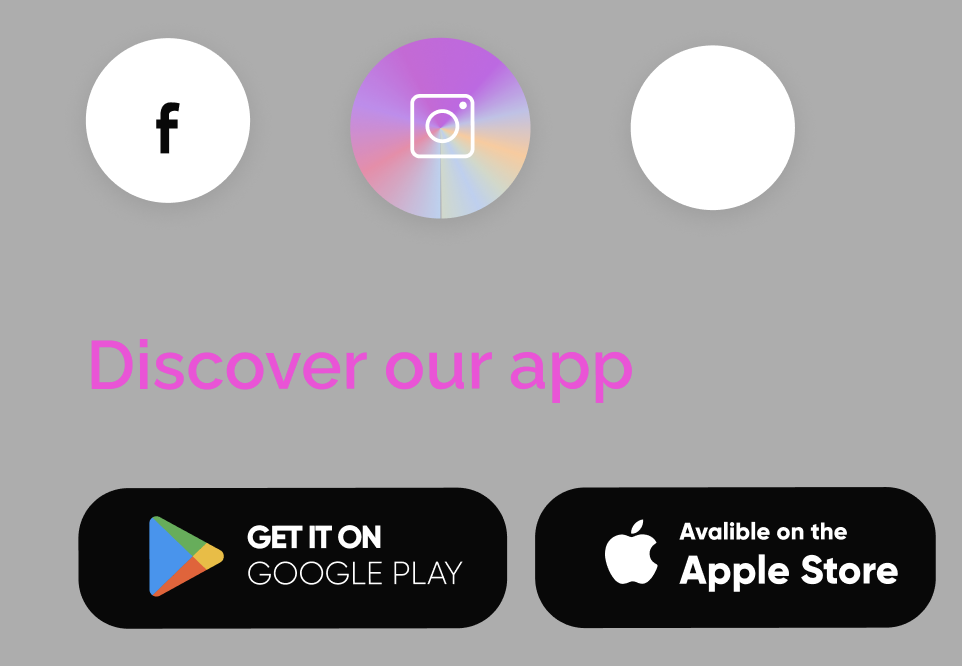 f
Discover our app
GET IT ON
GOOGLE PLAY
Avalible on the
Apple Store